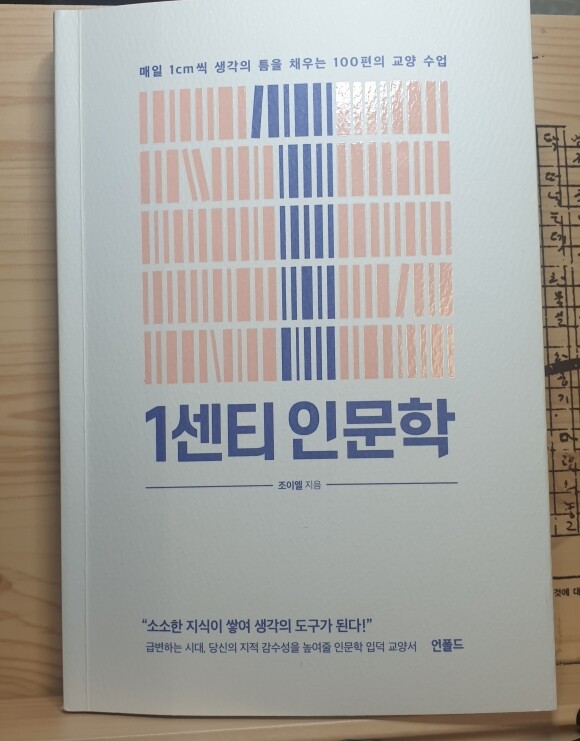 매일 1cm씩 생각의 틈을 채우는 100편의 교양 수업
1센티 인문학
조이엘 지음
“소소한 지식이 쌓여 생각의 도구가 된다!”
급변하는 시대, 당신의 지적 감수성을 높여줄 인문학 입덕 교양서 언폴드
것에 대